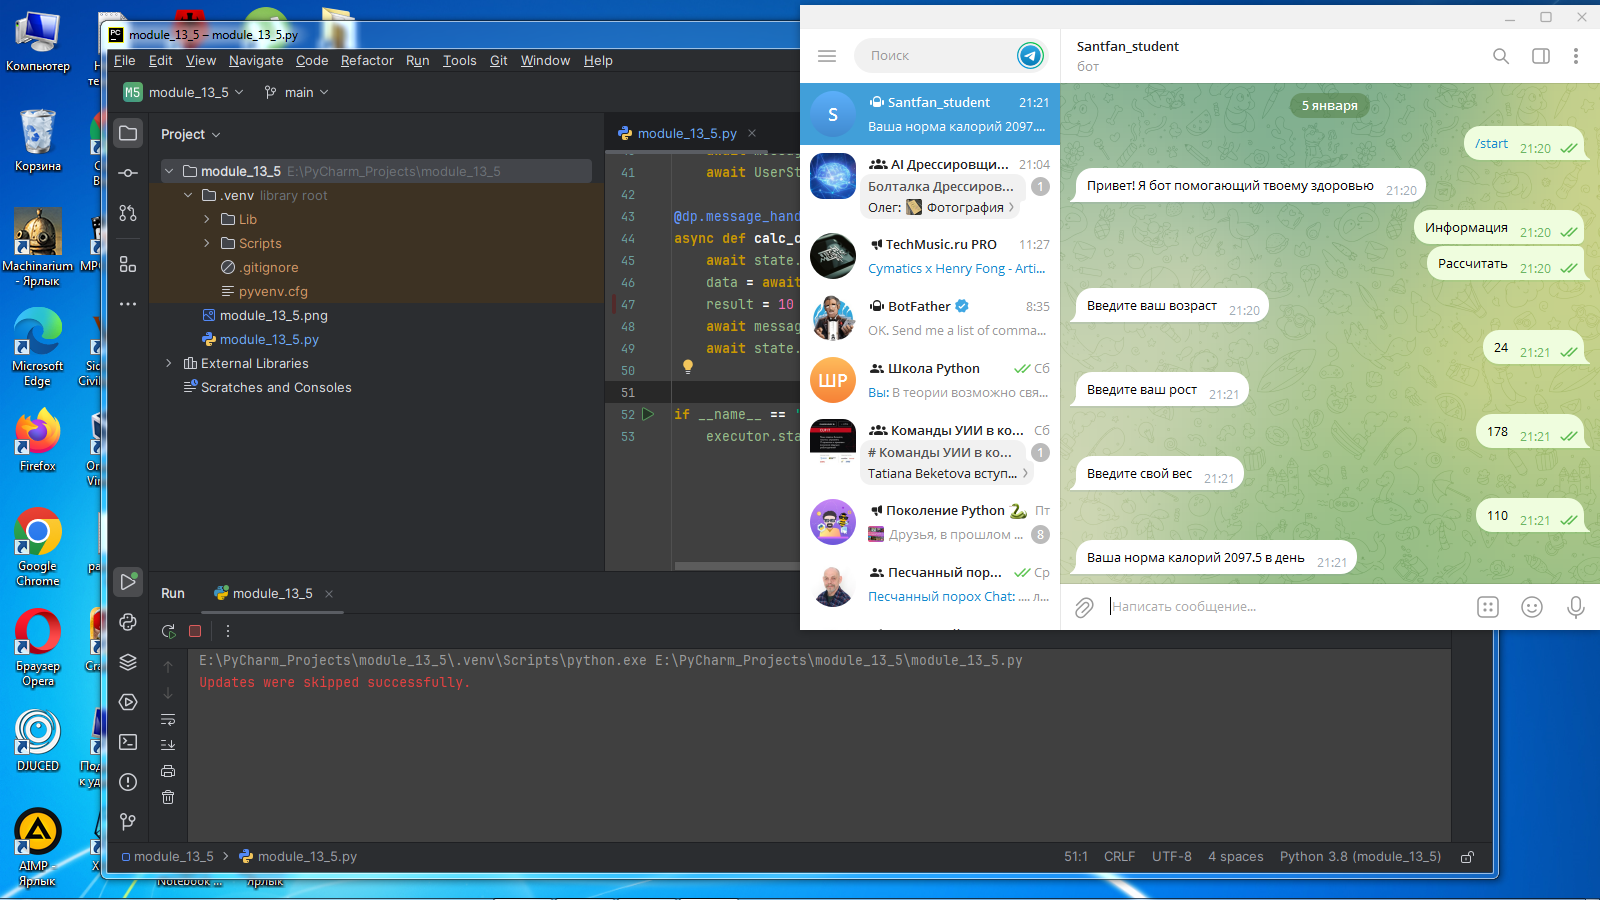 Компьютер
Корзина
Machinarium - Ярлык
Microsoft Edge
Firefox
Google Chrome
Браузер Opera
DJUCED
AIMP - Ярлык
Notebook ...
Ярлык
module_13_5 – module_13_5.py
File Edit View Navigate Code Refactor Run Tools Git Window Help
M5 module_13_5 main
Project
module_13_5 E:\PyCharm_Projects\module_13_5
.venv library root
Lib
Scripts
.gitignore
pyvenv.cfg
module_13_5.png
module_13_5.py
External Libraries
Scratches and Consoles
module_13_5.py
41 await UserSt
42
43 @dp.message_hand
44 async def calc_c
45 await state.
46 data = await
47 result = 10
48 await messag
49 await state.
50
51
52 if __name__ == '
53 executor.sta
Run module_13_5
E:\PyCharm_Projects\module_13_5\.venv\Scripts\python.exe E:\PyCharm_Projects\module_13_5\module_13_5.py
Updates were skipped successfully.
module_13_5 > module_13_5.py
51:1 CRLF UTF-8 4 spaces Python 3.8 (module_13_5)
Поиск
S Santfan_student 21:21
Ваша норма калорий 2097....
AI Дрессировщи... 21:04
Болталка Дрессиров... 1
Олег: Фотография
TechMusic.ru PRO 11:27
Cymatics x Henry Fong - Arti...
BotFather 8:35
OK. Send me a list of comma...
ШР Школа Python Сб
Вы: В теории возможно свя...
Команды УИИ в ко... Сб
# Команды УИИ в ко... 1
Tatiana Beketova вступ...
Поколение Python Пт
Друзья, в прошлом ... 8
Песчанный пор... Ср
Песчанный порох Chat: .... л...
Santfan_student
бот
5 января
/start 21:20
Привет! Я бот помогающий твоему здоровью 21:20
Информация 21:20
Рассчитать 21:20
Введите ваш возраст 21:20
24 21:21
Введите ваш рост 21:21
178 21:21
Введите свой вес 21:21
110 21:21
Ваша норма калорий 2097.5 в день 21:21
Написать сообщение...